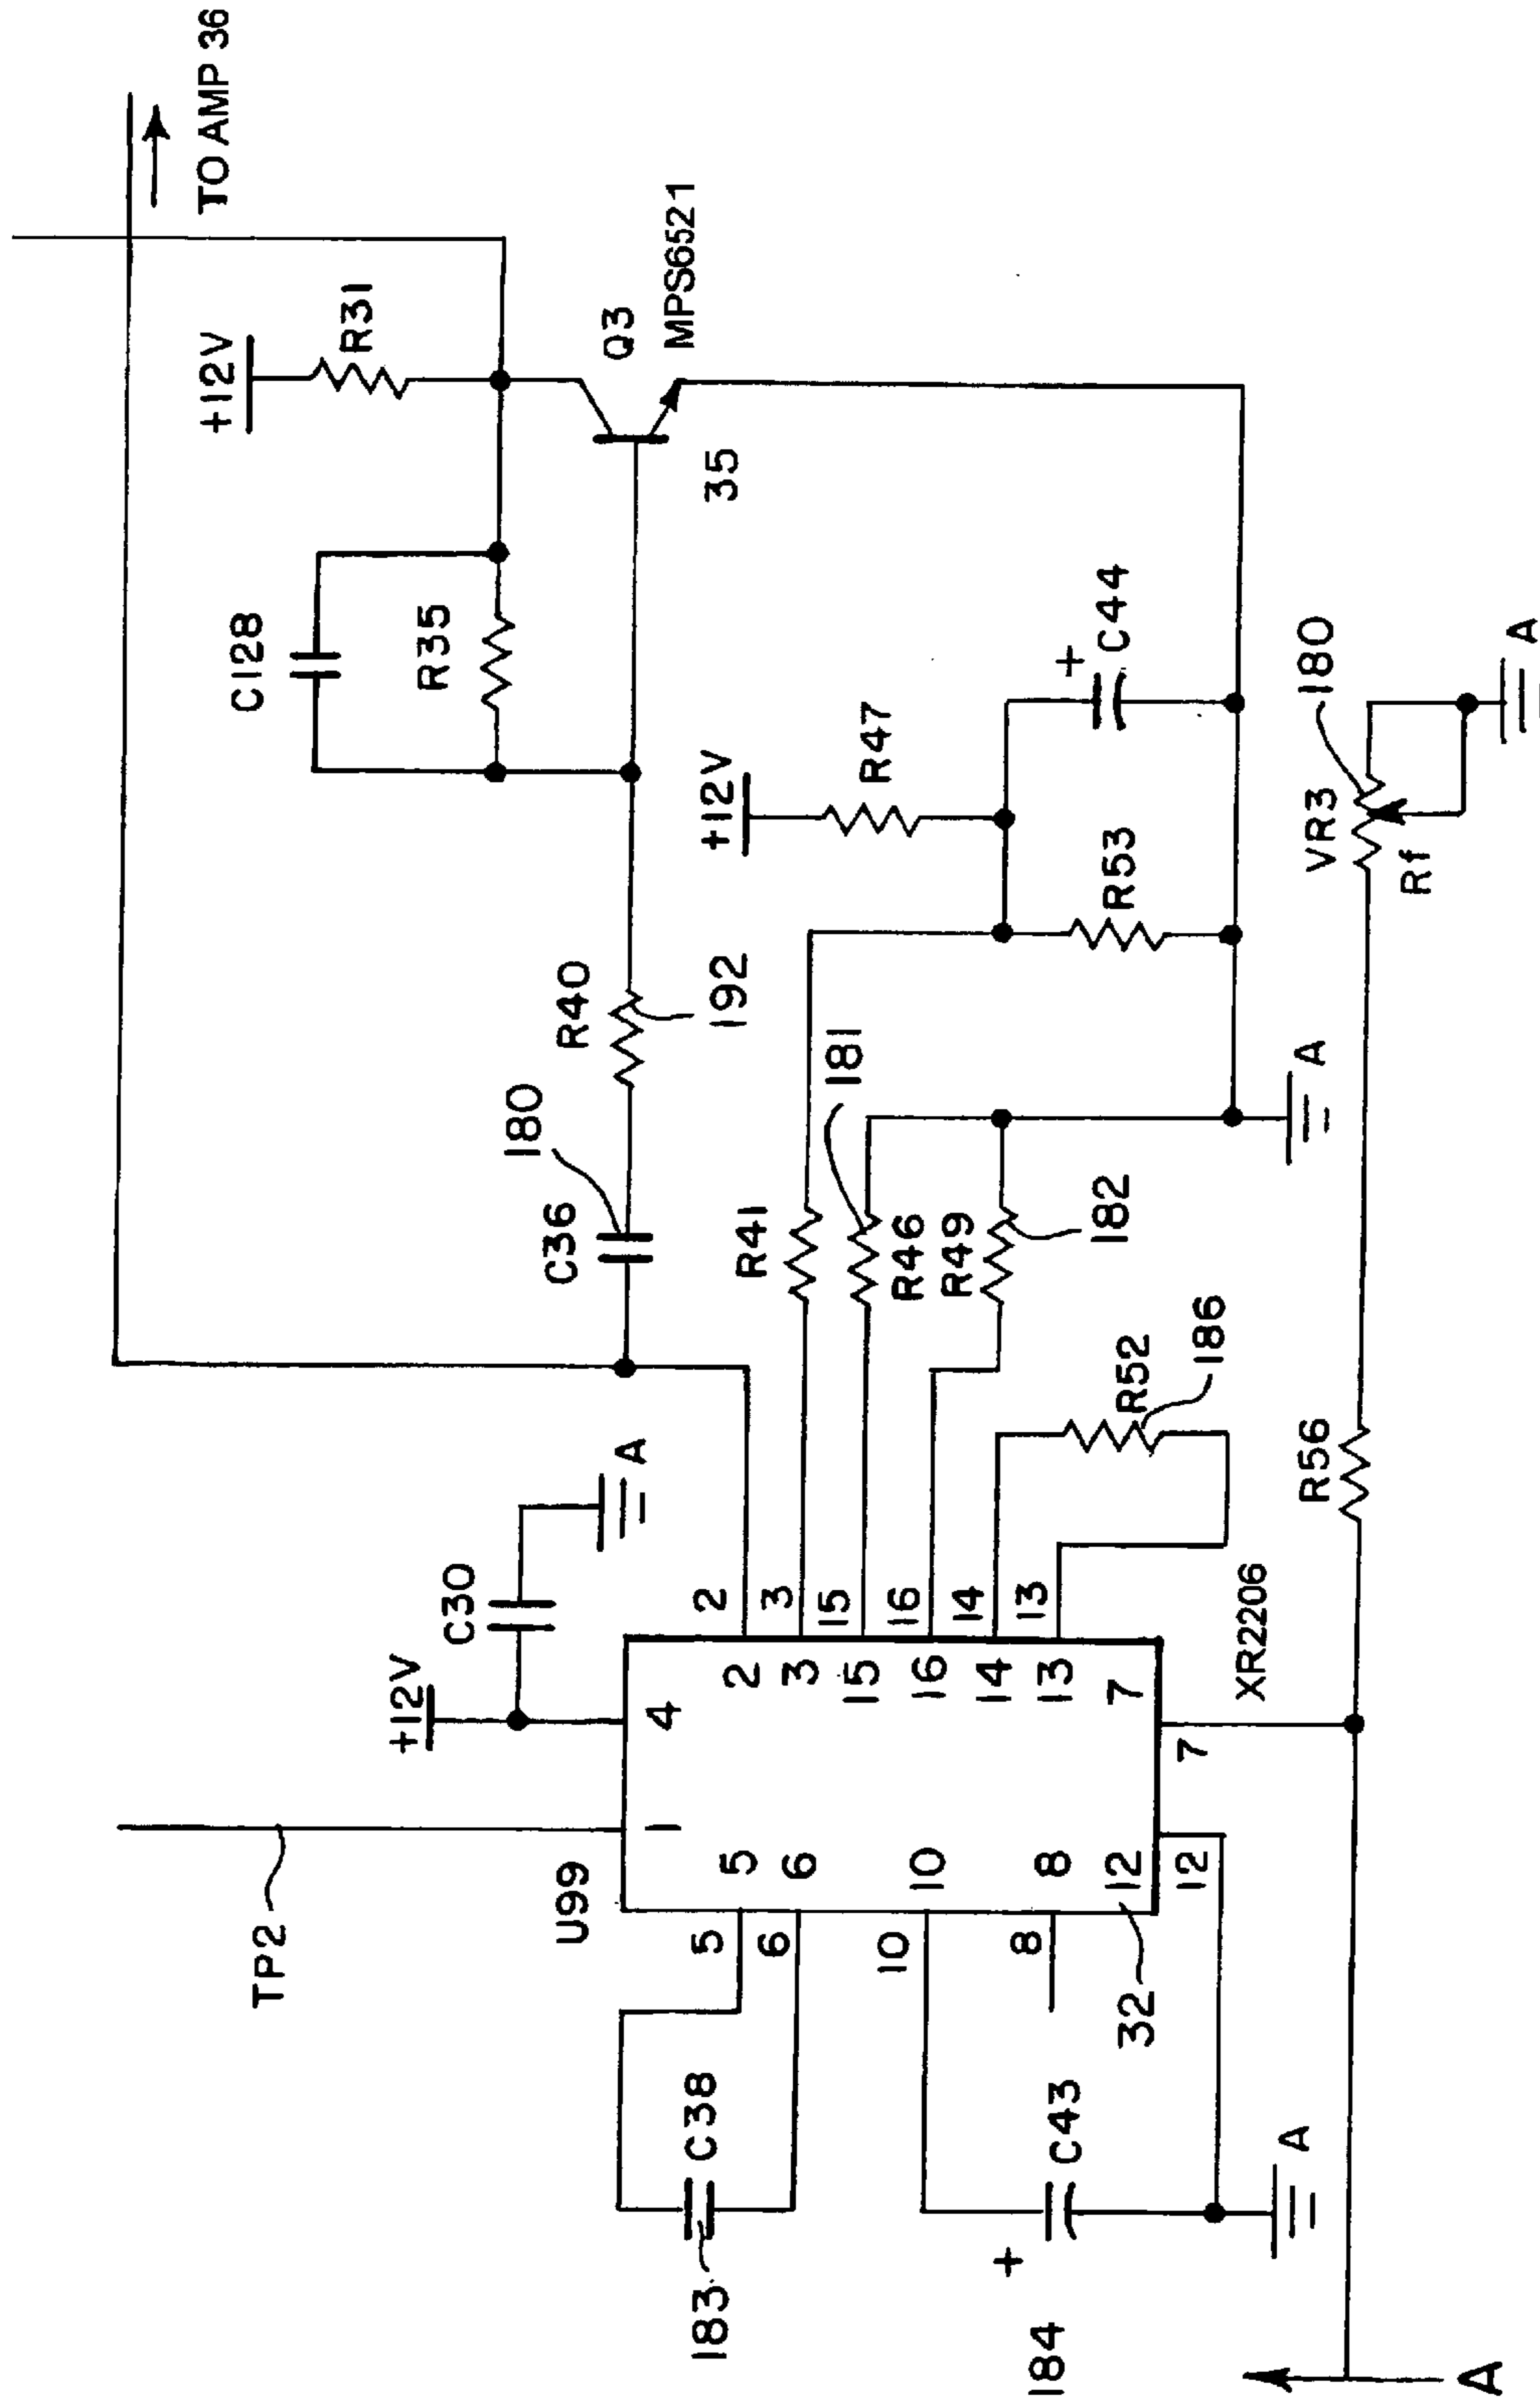 TO AMP 36
+12V
R31
C128
R35
Q3
MPS6521
35
R40
192
180
C36
+12V
R47
+
C44
R53
R41
181
R46
R49
182
A
R52
186
+12V
C30
A
TP2
U99
1
4
2
2
3
3
15
15
16
16
14
14
13
13
7
7
5
5
6
6
10
10
8
8
12
12
32
XR2206
C38
183
C43
+
184
A
R56
VR3
Rf
180
A
A